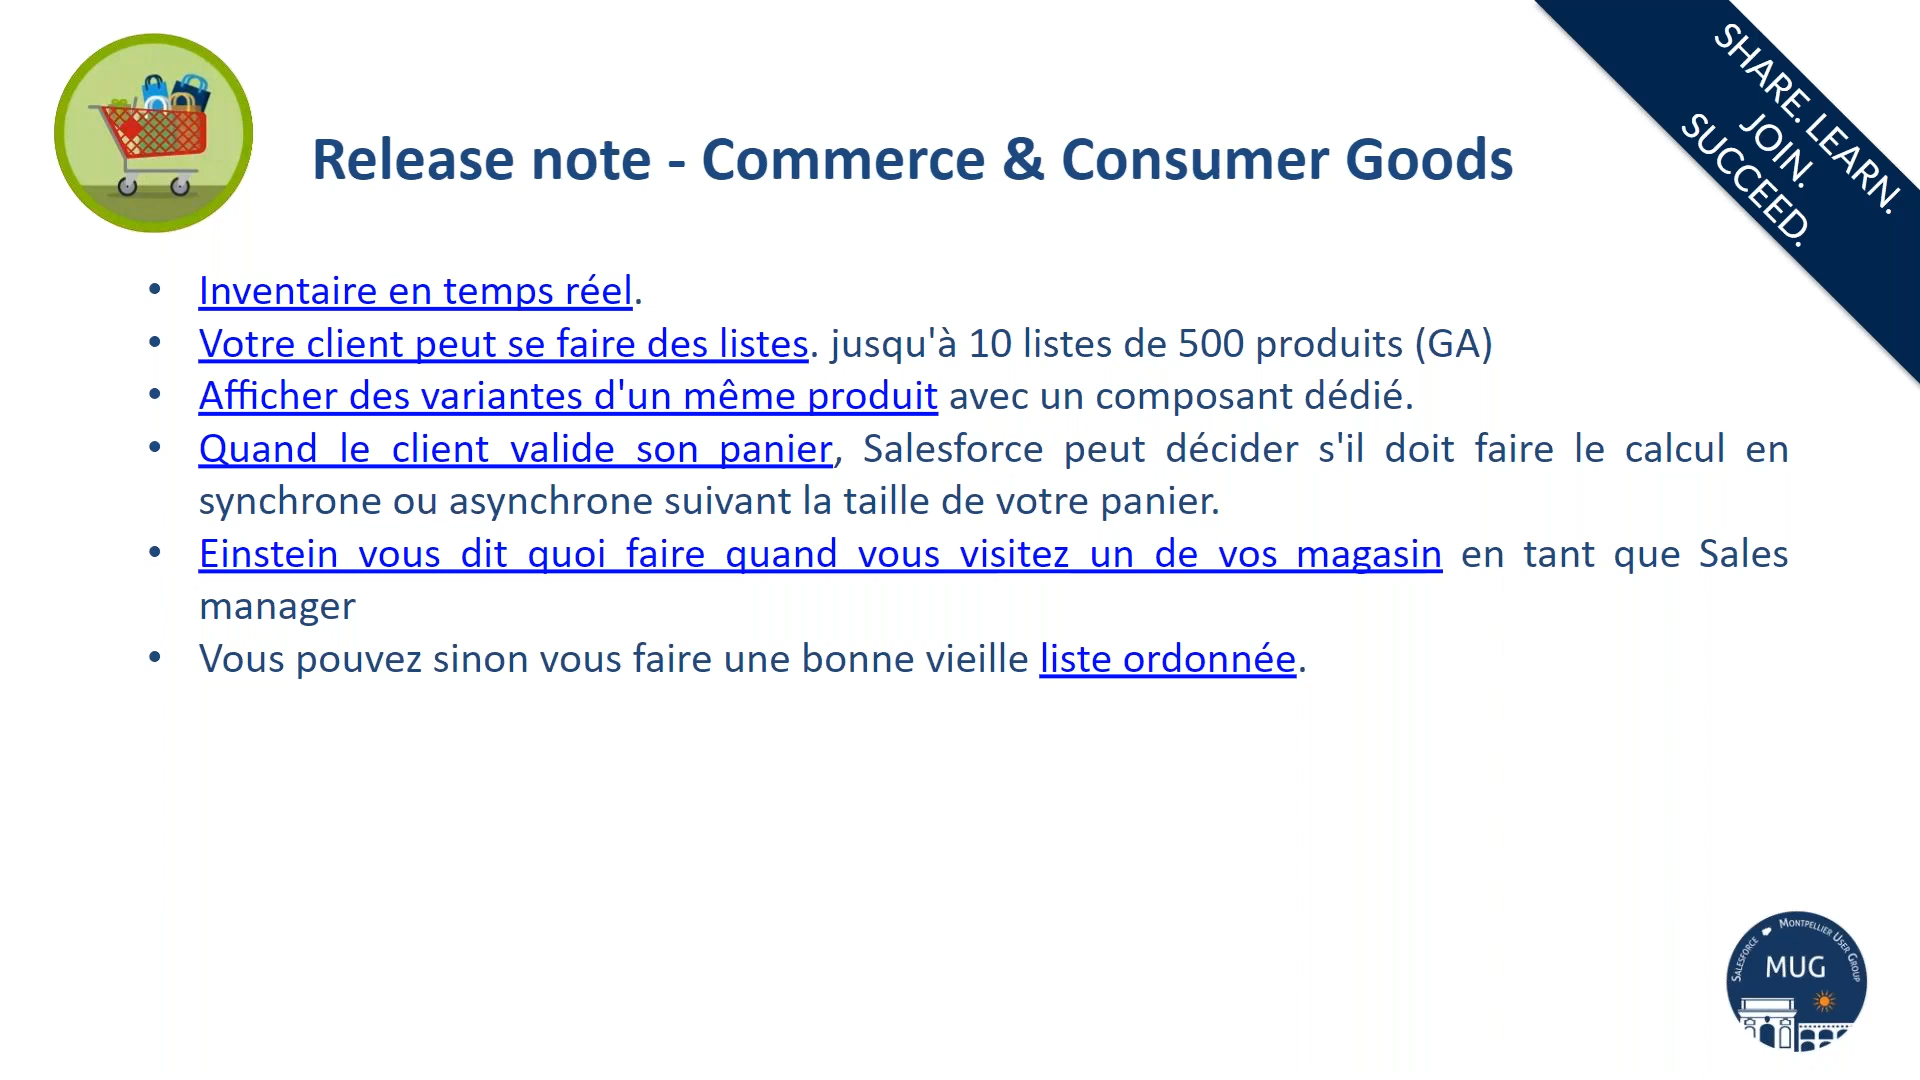 Release note - Commerce & Consumer Goods
SHARE. LEARN.
JOIN.
SUCCEED.
• Inventaire en temps réel.
• Votre client peut se faire des listes. jusqu'à 10 listes de 500 produits (GA)
• Afficher des variantes d'un même produit avec un composant dédié.
• Quand le client valide son panier, Salesforce peut décider s'il doit faire le calcul en
synchrone ou asynchrone suivant la taille de votre panier.
• Einstein vous dit quoi faire quand vous visitez un de vos magasin en tant que Sales
manager
• Vous pouvez sinon vous faire une bonne vieille liste ordonnée.
SALESFORCE MONTPELLIER USER GROUP
MUG